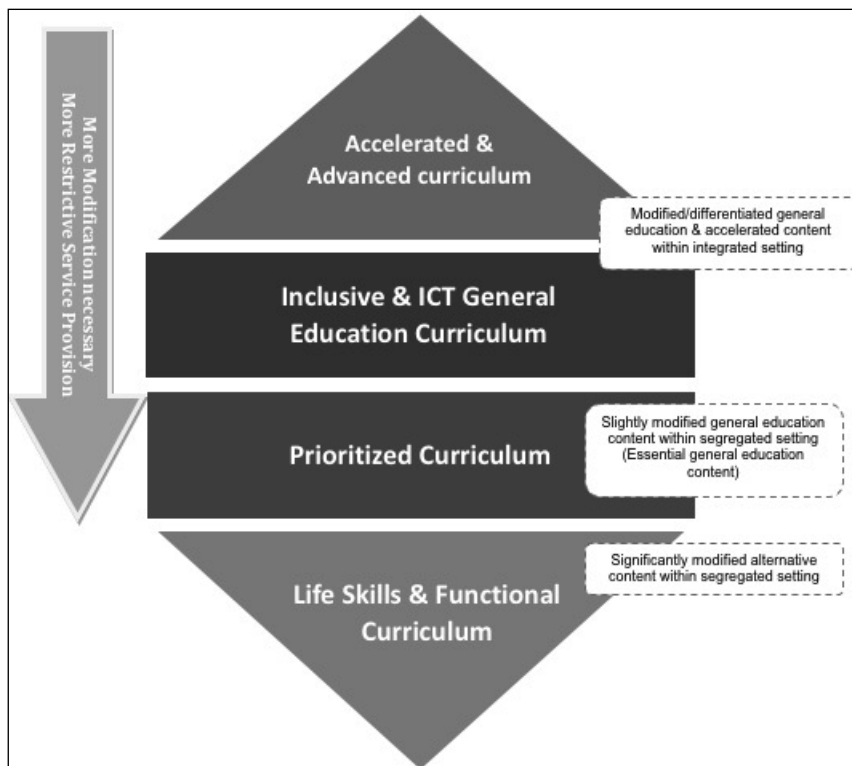 More Modification necessary
More Restrictive Service Provision
Accelerated &
Advanced curriculum
Modified/differentiated general
education & accelerated content
within integrated setting
Inclusive & ICT General
Education Curriculum
Prioritized Curriculum
Slightly modified general education
content within segregated setting
(Essential general education
content)
Life Skills & Functional
Curriculum
Significantly modified alternative
content within segregated setting